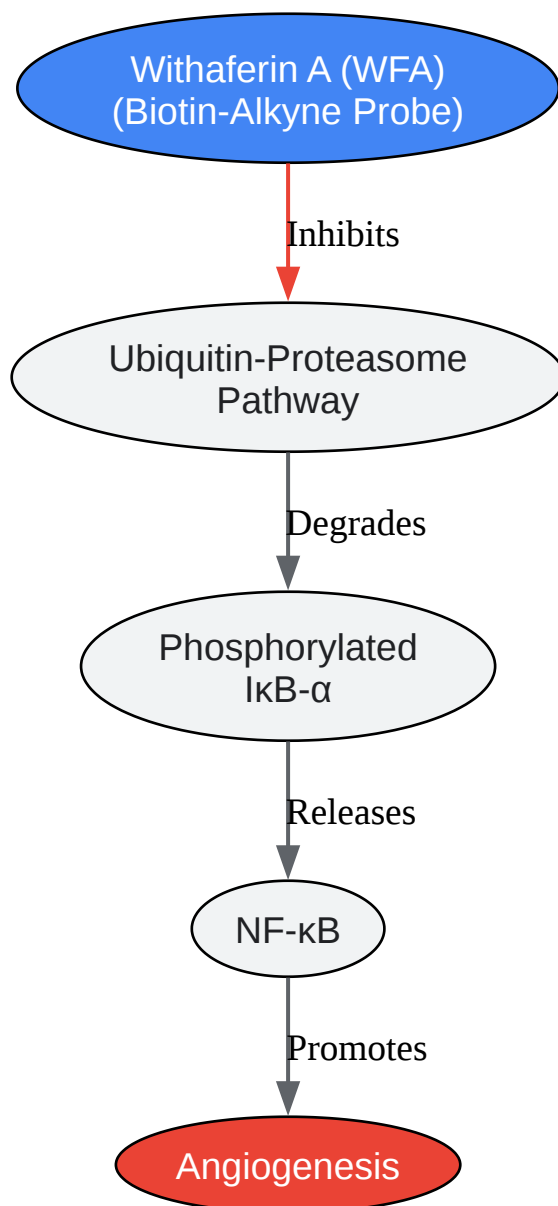 Withaferin A (WFA)
(Biotin-Alkyne Probe)
Inhibits
Ubiquitin-Proteasome
Pathway
Degrades
Phosphorylated
IκB-α
Releases
NF-κB
Promotes
Angiogenesis